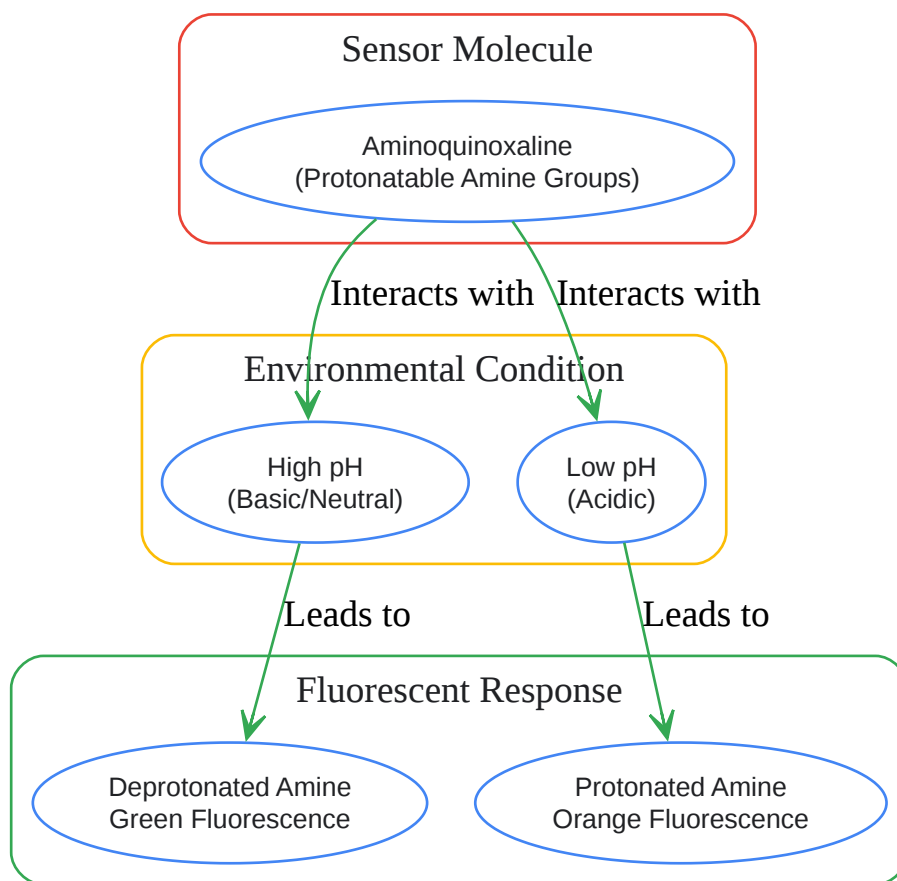 Sensor Molecule
Aminoquinoxaline
(Protonatable Amine Groups)
Interacts with
Interacts with
Environmental Condition
High pH
(Basic/Neutral)
Low pH
(Acidic)
Leads to
Leads to
Fluorescent Response
Deprotonated Amine
Green Fluorescence
Protonated Amine
Orange Fluorescence